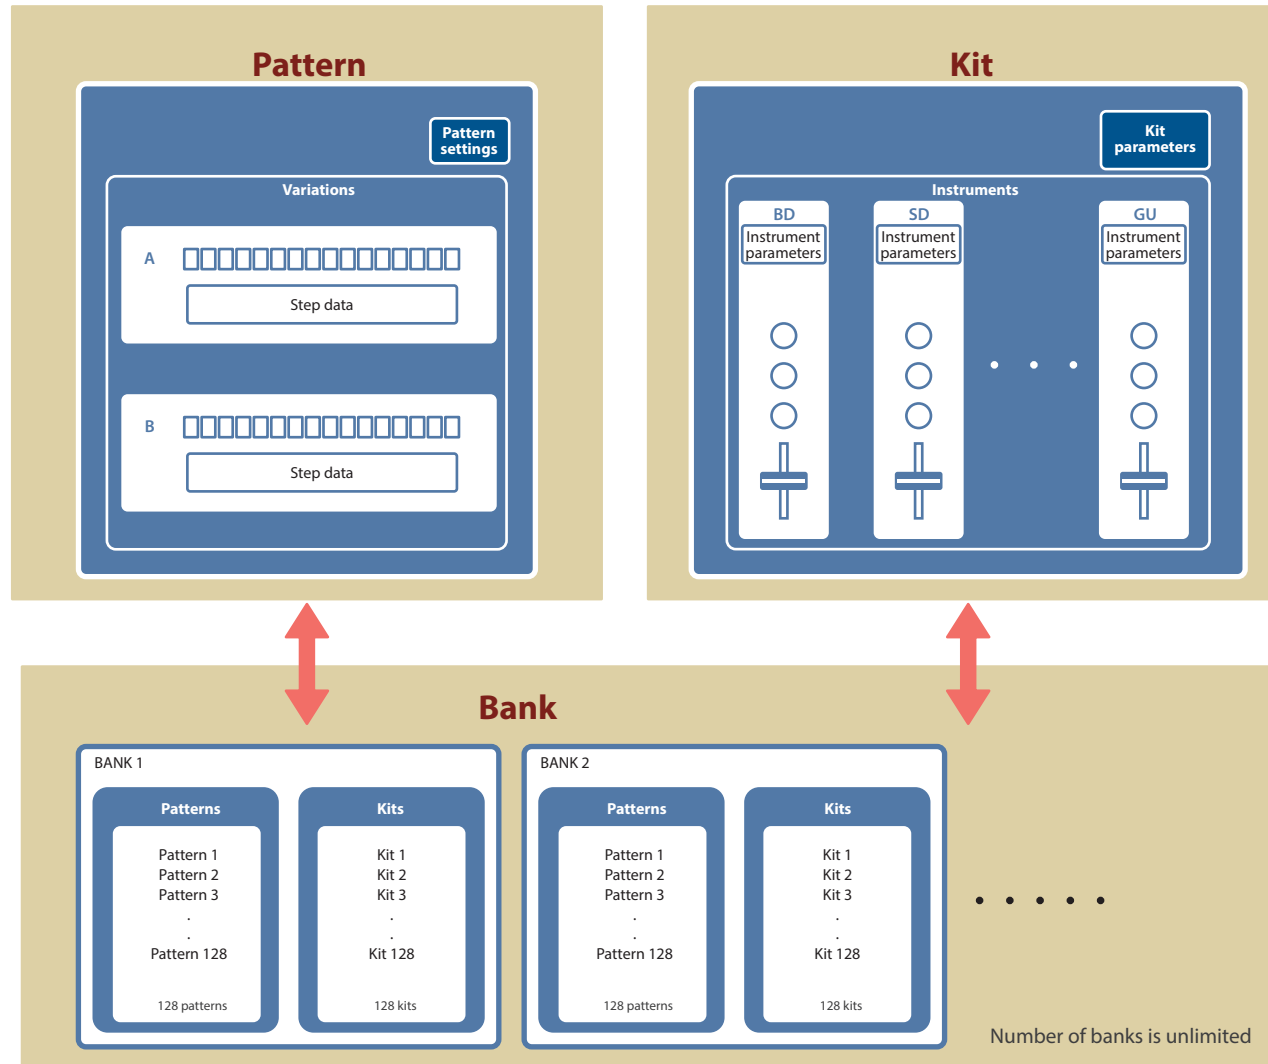 Pattern
Pattern
settings
Variations
A
Step data
B
Step data
Kit
Kit
parameters
Instruments
BD
Instrument
parameters
SD
Instrument
parameters
. . .
GU
Instrument
parameters
Bank
BANK 1
Patterns
Pattern 1
Pattern 2
Pattern 3
.
.
Pattern 128
128 patterns
Kits
Kit 1
Kit 2
Kit 3
.
.
Kit 128
128 kits
BANK 2
Patterns
Pattern 1
Pattern 2
Pattern 3
.
.
Pattern 128
128 patterns
Kits
Kit 1
Kit 2
Kit 3
.
.
Kit 128
128 kits
. . . . .
Number of banks is unlimited